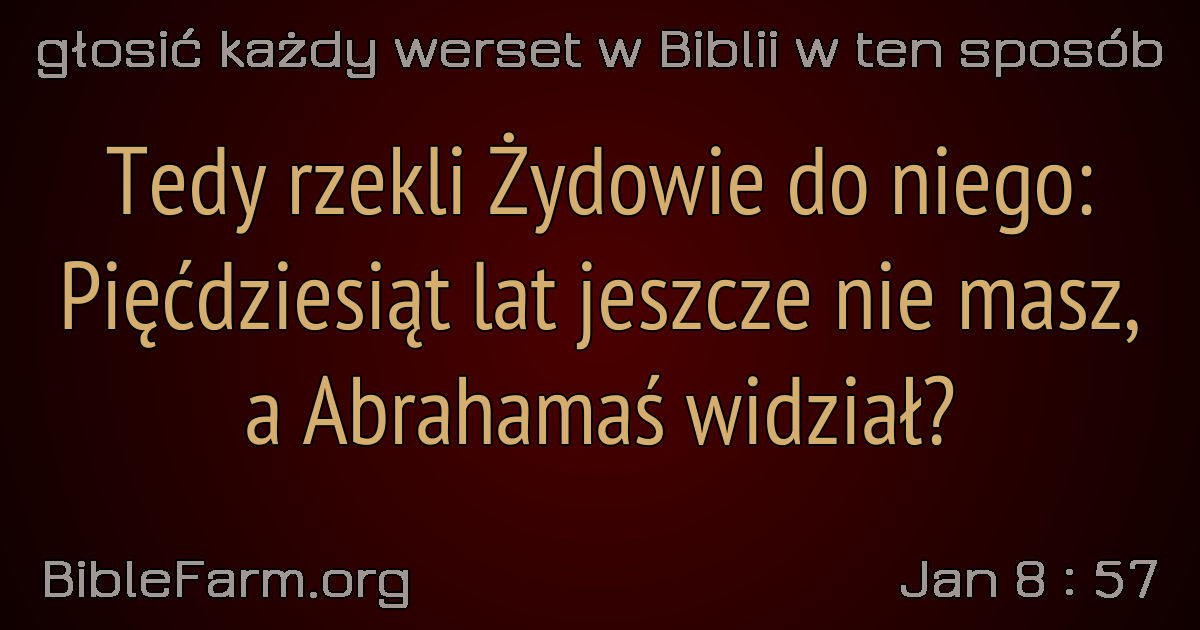 głosić każdy werset w Biblii w ten sposób
Tedy rzekli Żydowie do niego:
Pięćdziesiąt lat jeszcze nie masz,
a Abrahamaś widział?
BibleFarm.org
Jan 8 : 57